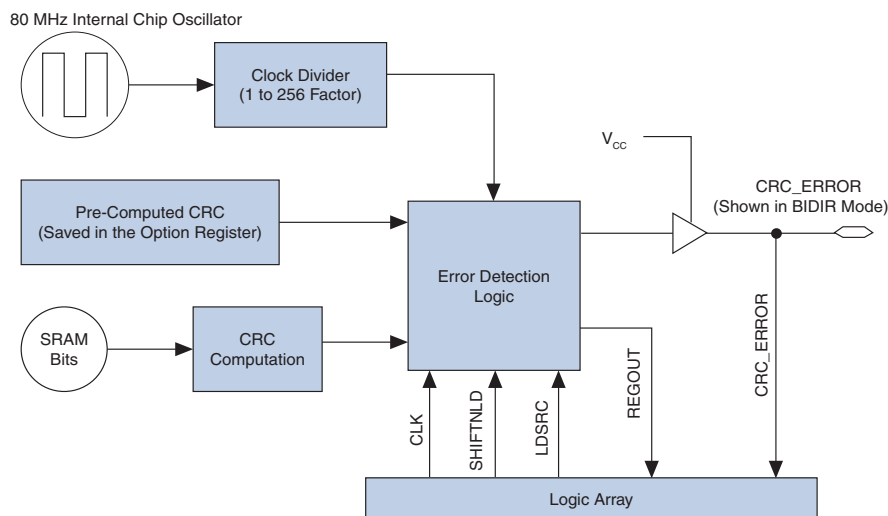 80 MHz Internal Chip Oscillator
Clock Divider
(1 to 256 Factor)
V_CC
CRC_ERROR
(Shown in BIDIR Mode)
Pre-Computed CRC
(Saved in the Option Register)
Error Detection
Logic
SRAM
Bits
CRC
Computation
CLK
SHIFTNLD
LDSRC
REGOUT
CRC_ERROR
Logic Array